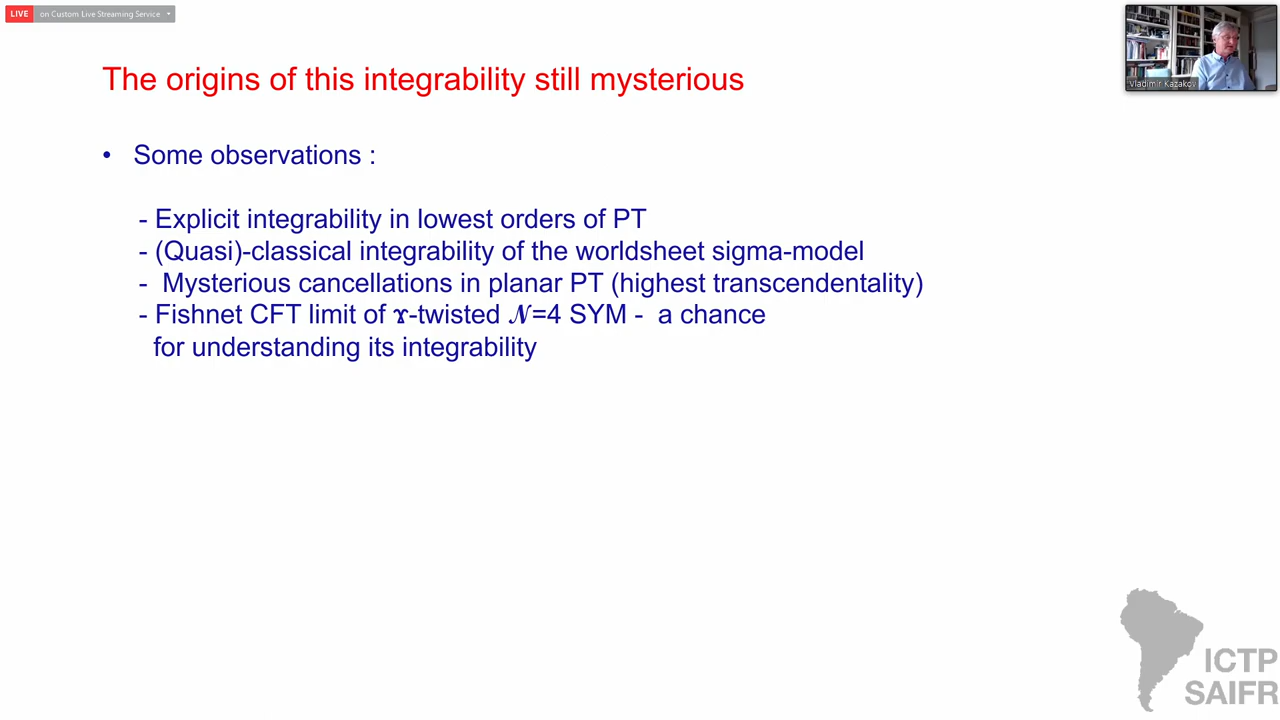 LIVE on Custom Live Streaming Service
Vladimir Kazakov
The origins of this integrability still mysterious
• Some observations :
- Explicit integrability in lowest orders of PT
- (Quasi)-classical integrability of the worldsheet sigma-model
- Mysterious cancellations in planar PT (highest transcendentality)
- Fishnet CFT limit of ɤ-twisted 𝒩=4 SYM - a chance
for understanding its integrability
ICTP
SAIFR